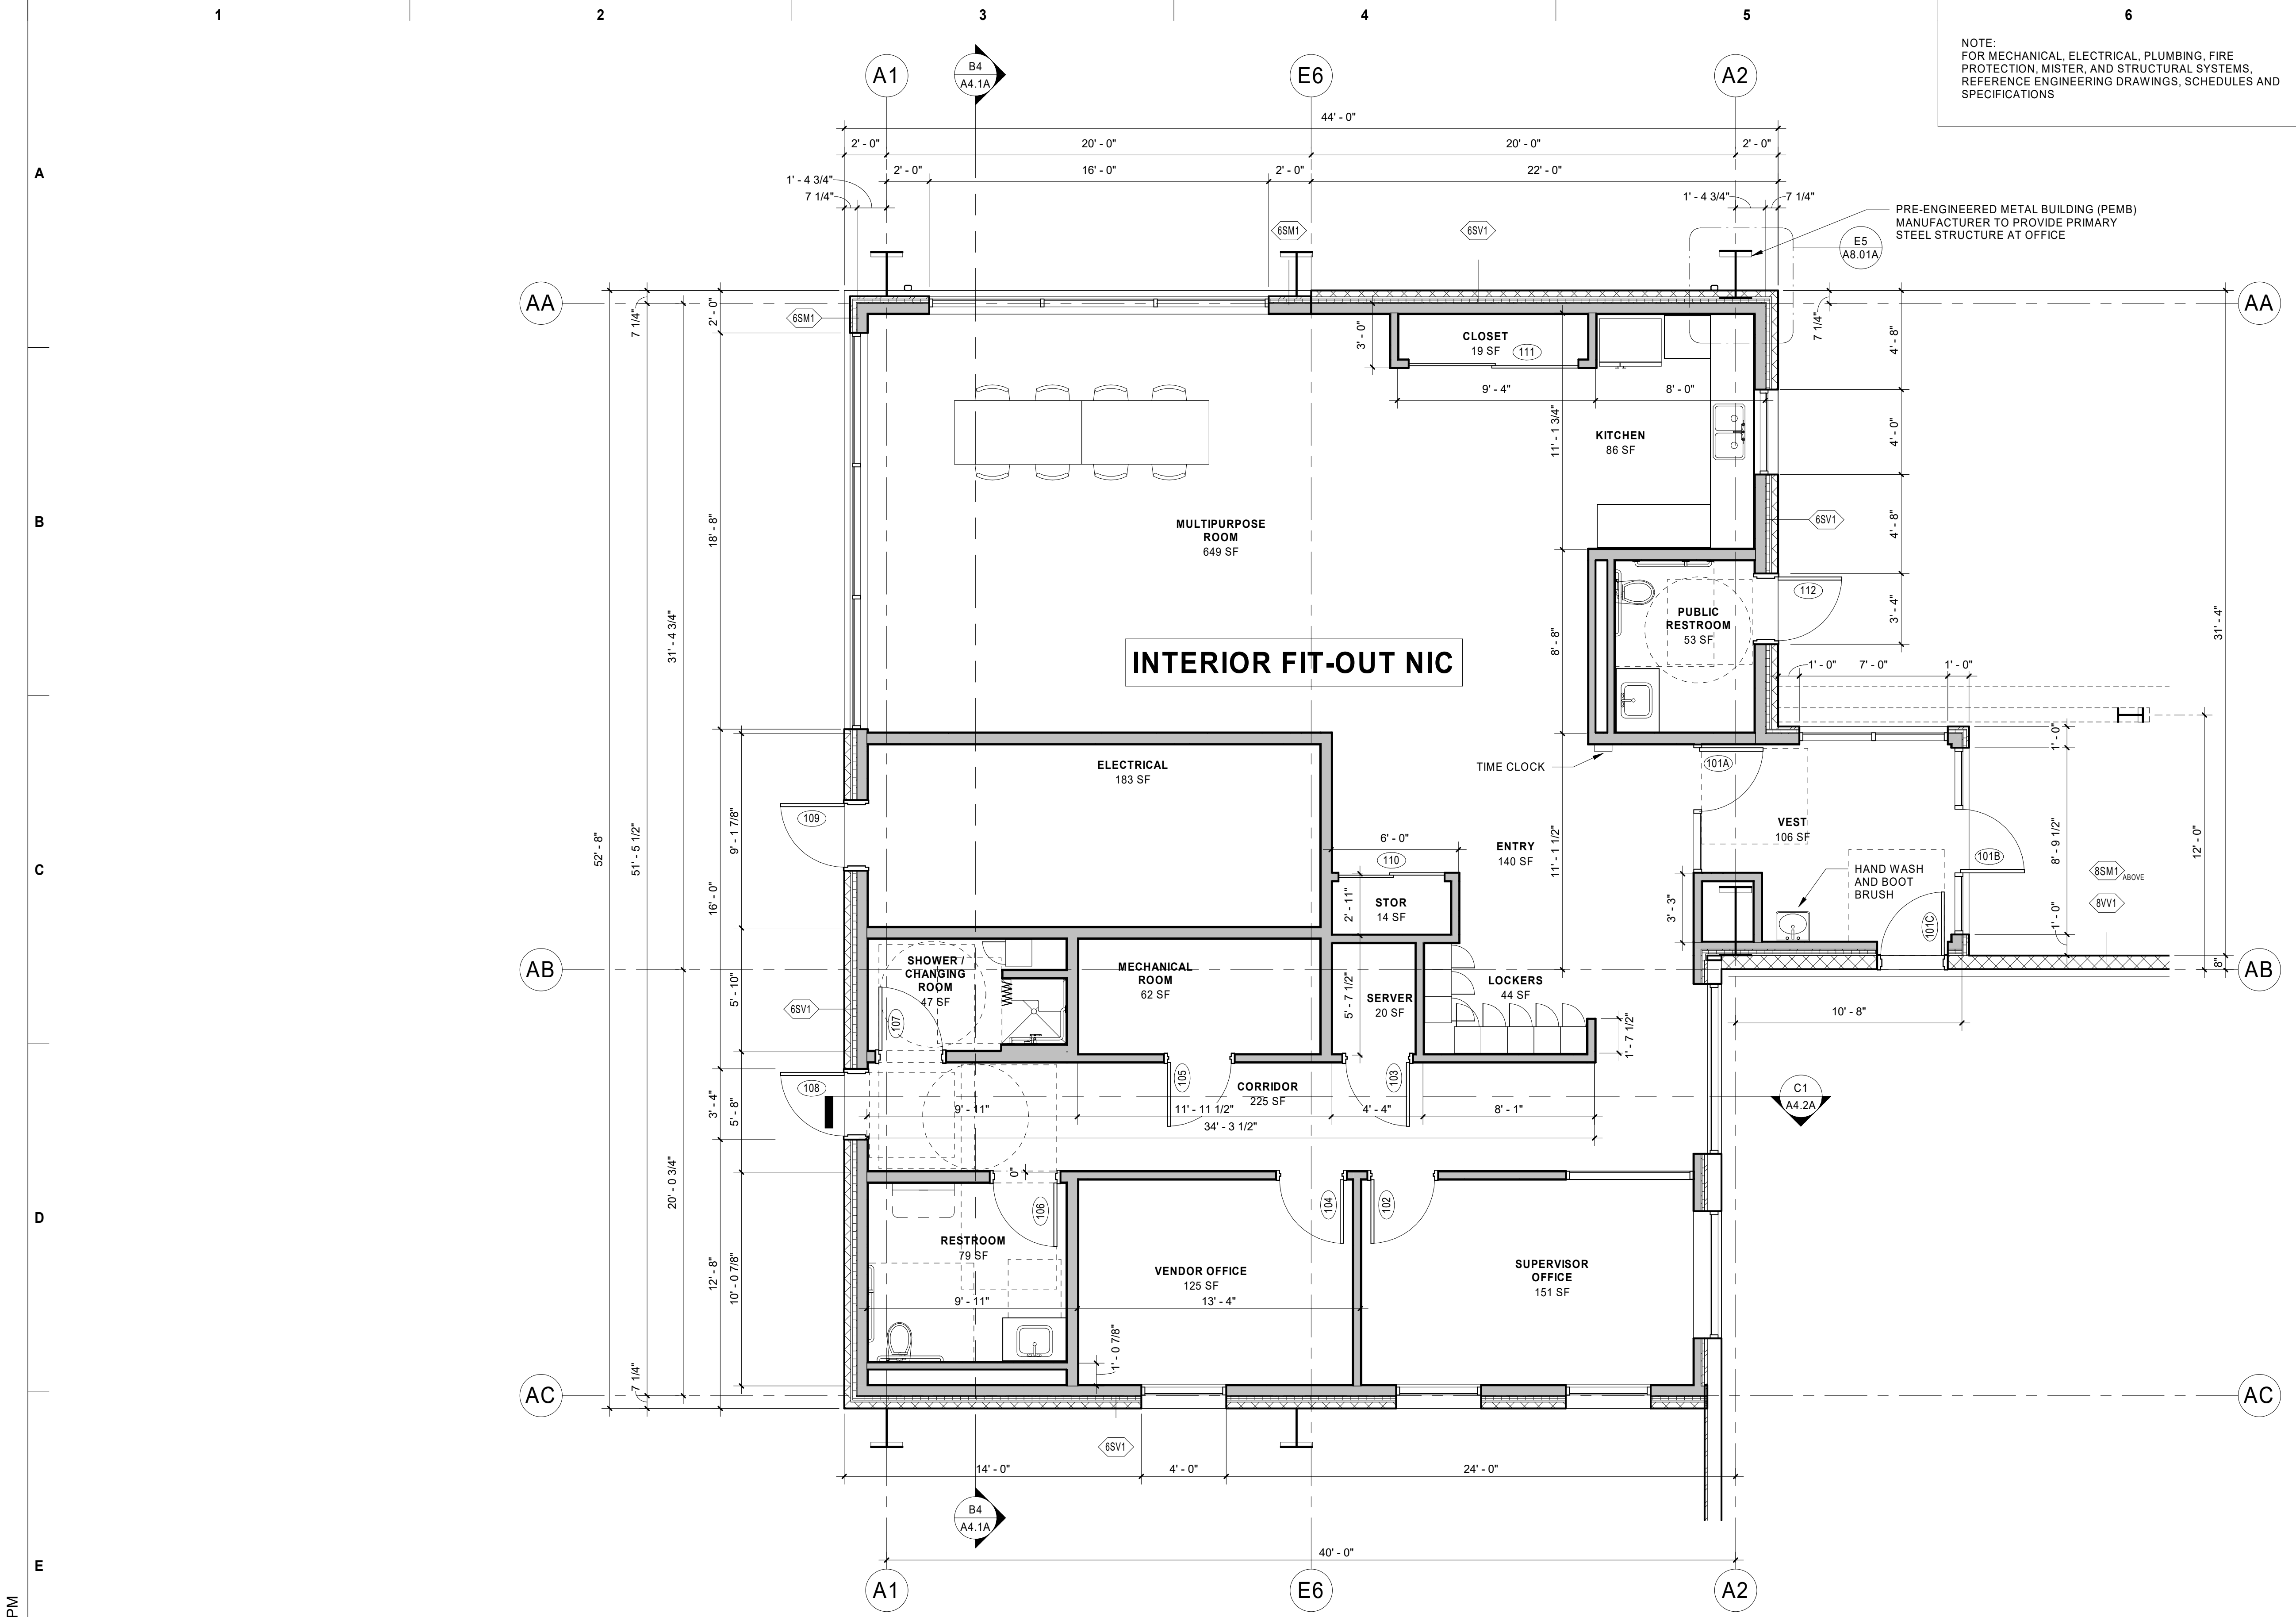 1
2
3
4
5
6
NOTE:
FOR MECHANICAL, ELECTRICAL, PLUMBING, FIRE
PROTECTION, MISTER, AND STRUCTURAL SYSTEMS,
REFERENCE ENGINEERING DRAWINGS, SCHEDULES AND
SPECIFICATIONS
A1
B4
A4.1A
E6
A2
44' - 0"
2' - 0"
20' - 0"
20' - 0"
2' - 0"
A
2' - 0"
16' - 0"
2' - 0"
22' - 0"
1' - 4 3/4"
7 1/4"
1' - 4 3/4"
7 1/4"
PRE-ENGINEERED METAL BUILDING (PEMB)
MANUFACTURER TO PROVIDE PRIMARY
STEEL STRUCTURE AT OFFICE
6SM1
6SV1
E5
A8.01A
AA
AA
7 1/4"
2' - 0"
6SM1
7 1/4"
4' - 8"
3' - 0"
CLOSET
19 SF
111
9' - 4"
8' - 0"
11' - 1 3/4"
KITCHEN
86 SF
4' - 0"
B
18' - 8"
MULTIPURPOSE
ROOM
649 SF
6SV1
4' - 8"
112
PUBLIC
RESTROOM
53 SF
3' - 4"
31' - 4 3/4"
31' - 4"
8' - 8"
INTERIOR FIT-OUT NIC
1' - 0"
7' - 0"
1' - 0"
1' - 0"
ELECTRICAL
183 SF
TIME CLOCK
101A
109
VEST
106 SF
9' - 1 7/8"
52' - 8"
51' - 5 1/2"
6' - 0"
110
ENTRY
140 SF
11' - 1 1/2"
8' - 9 1/2"
12' - 0"
101B
C
HAND WASH
AND BOOT
BRUSH
8SM1
ABOVE
8VV1
16' - 0"
2' - 11"
STOR
14 SF
3' - 3"
101C
1' - 0"
AB
AB
8"
SHOWER /
CHANGING
ROOM
47 SF
MECHANICAL
ROOM
62 SF
5' - 10"
5' - 7 1/2"
SERVER
20 SF
LOCKERS
44 SF
6SV1
107
10' - 8"
1' - 7 1/2"
105
103
108
CORRIDOR
225 SF
C1
A4.2A
3' - 4"
5' - 8"
9' - 11"
11' - 11 1/2"
4' - 4"
8' - 1"
34' - 3 1/2"
0"
20' - 0 3/4"
D
106
104
102
RESTROOM
79 SF
VENDOR OFFICE
125 SF
SUPERVISOR
OFFICE
151 SF
12' - 8"
10' - 0 7/8"
9' - 11"
13' - 4"
1' - 0 7/8"
7 1/4"
AC
AC
6SV1
14' - 0"
4' - 0"
24' - 0"
B4
A4.1A
40' - 0"
E
A1
E6
A2
PM